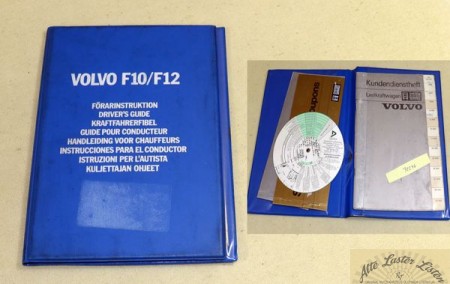 VOLVO F10/F12
FÖRARINSTRUKTION
DRIVER'S GUIDE
KRAFTFAHRERFIBEL
GUIDE POUR CONDUCTEUR
HANDLEIDING VOOR CHAUFFEURS
INSTRUCCIONES PARA EL CONDUCTOR
ISTRUZIONI PER L'AUTISTA
KULJETTAJAN OHJEET
Kundendienstheft
Lastkraftwagen
VOLVO
Alte Laster Listen